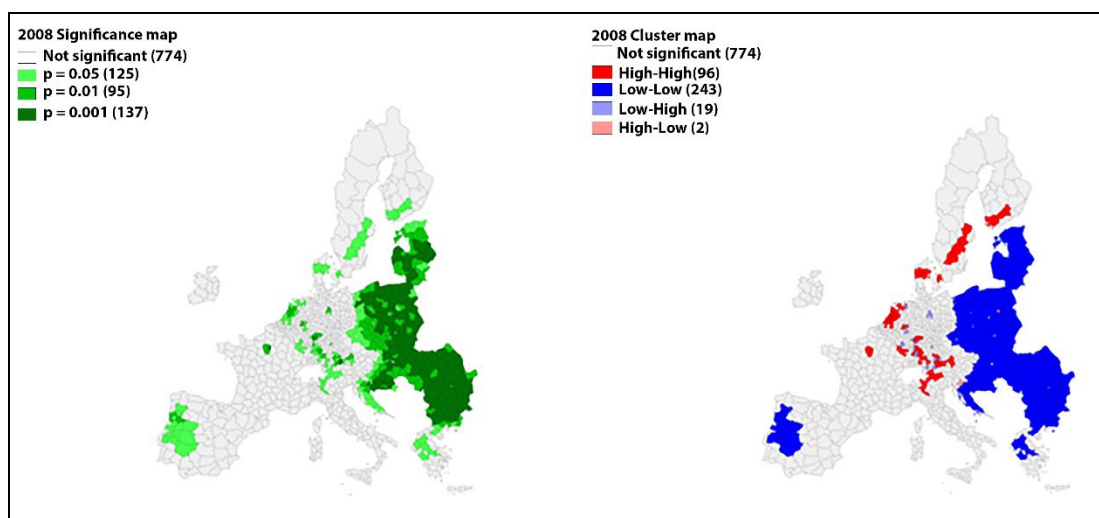 2008 Significance map
Not significant (774)
p = 0.05 (125)
p = 0.01 (95)
p = 0.001 (137)
2008 Cluster map
Not significant (774)
High-High(96)
Low-Low (243)
Low-High (19)
High-Low (2)